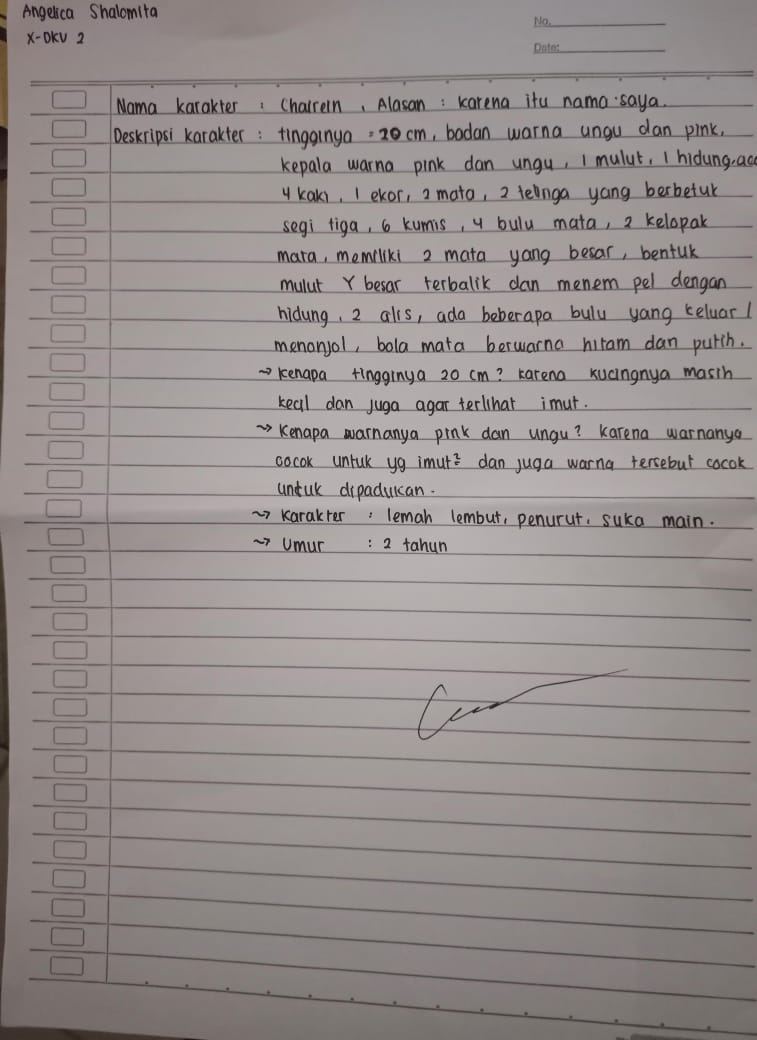 Angelica Shalomita
X-DKV 2
No.
Date:
Nama karakter : Chairein , Alasan : karena itu nama saya.
Deskripsi karakter : tingginya = 20 cm, badan warna ungu dan pink,
kepala warna pink dan ungu, 1 mulut, 1 hidung, ada
4 kaki, 1 ekor, 2 mata, 2 telinga yang berbetuk
segi tiga, 6 kumis, 4 bulu mata, 2 kelopak
mata, memiliki 2 mata yang besar, bentuk
mulut Y besar terbalik dan menem pel dengan
hidung, 2 alis, ada beberapa bulu yang keluar /
menonjol, bola mata berwarna hitam dan putih.
~> kenapa tingginya 20 cm? karena kucingnya masih
kecil dan juga agar terlihat imut.
~> Kenapa warnanya pink dan ungu? karena warnanya
cocok untuk yg imut² dan juga warna tersebut cocok
untuk dipadukan.
~> Karakter : lemah lembut, penurut, suka main.
~> Umur : 2 tahun